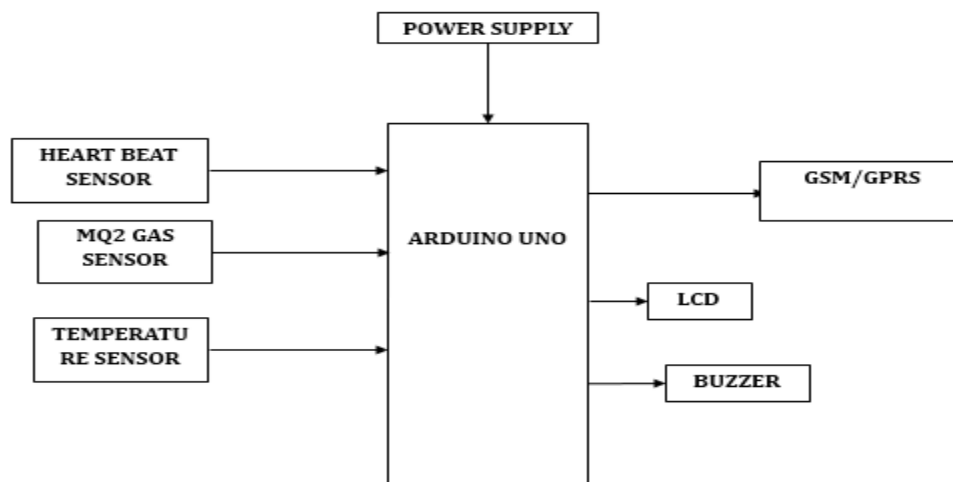 POWER SUPPLY
HEART BEAT
SENSOR
MQ2 GAS
SENSOR
TEMPERATU
RE SENSOR
ARDUINO UNO
GSM/GPRS
LCD
BUZZER